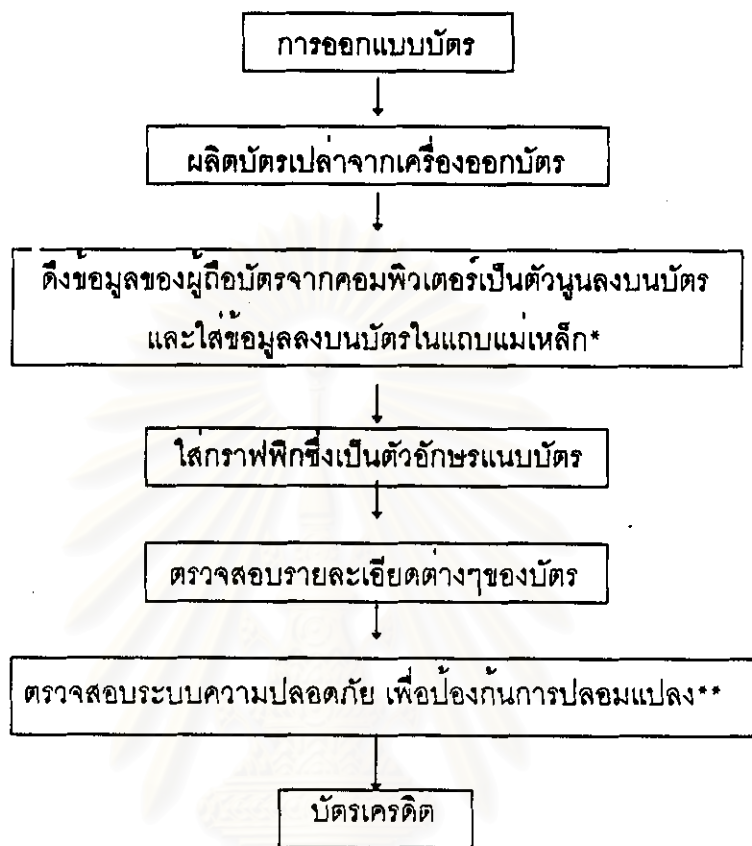 การออกแบบบัตร
ผลิตบัตรเปล่าจากเครื่องออกบัตร
ดึงข้อมูลของผู้ถือบัตรจากคอมพิวเตอร์เป็นตัวนูนลงบนบัตร
และใส่ข้อมูลลงบนบัตรในแถบแม่เหล็ก*
ใส่กราฟฟิกซึ่งเป็นตัวอักษรแนบบัตร
ตรวจสอบรายละเอียดต่างๆของบัตร
ตรวจสอบระบบความปลอดภัย เพื่อป้องกันการปลอมแปลง**
บัตรเครดิต